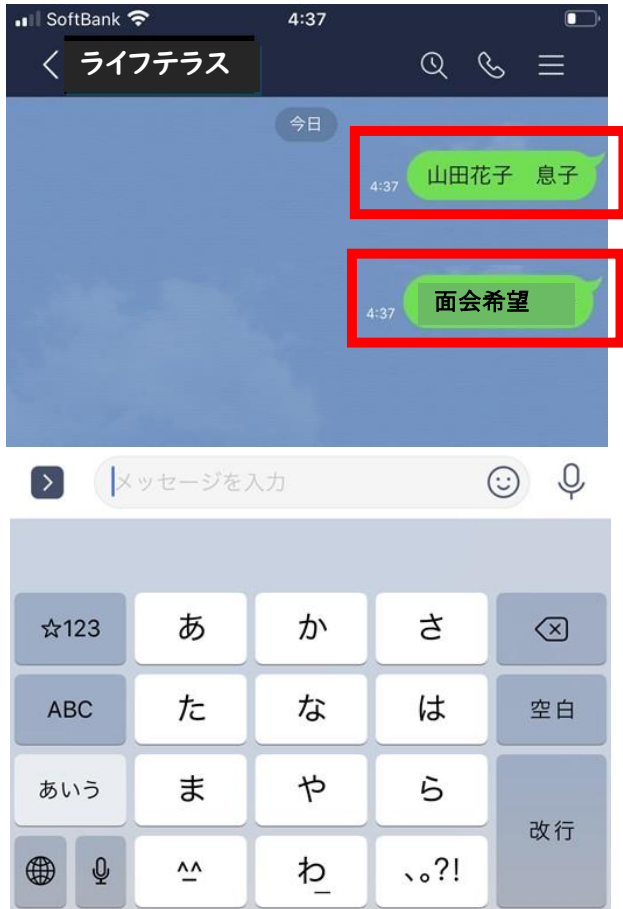 SoftBank 4:37
ライフテラス
今日
山田花子　息子
4:37
面会希望
4:37
メッセージを入力
☆123 あ か さ
ABC た な は 空白
あいう ま や ら
改行
^^ わ_ 、。?!